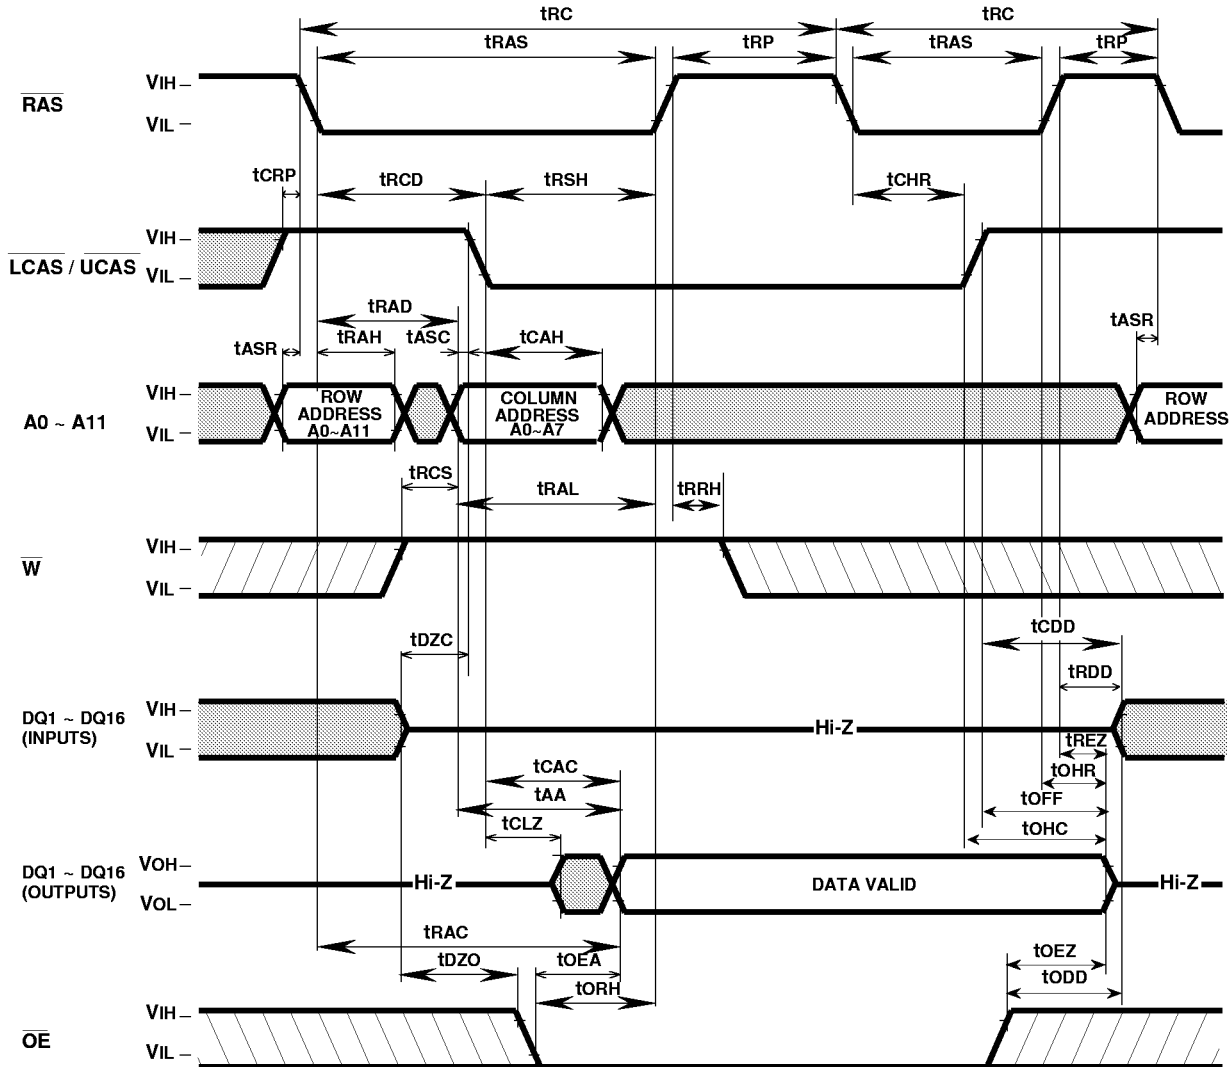 tRC tRC
tRAS tRP tRAS tRP
RAS
VIH
VIL
tCRP tRCD tRSH tCHR
LCAS / UCAS
VIH
VIL
tRAD
tASR tRAH tASC tCAH tASR
A0 ~ A11
VIH
VIL
ROW
ADDRESS
A0~A11
COLUMN
ADDRESS
A0~A7
ROW
ADDRESS
tRCS tRAL tRRH
W
VIH
VIL
tDZC tCDD
tRDD
DQ1 ~ DQ16
(INPUTS)
VIH
VIL
Hi-Z
tREZ
tCAC tOHR
tAA tOFF
tCLZ tOHC
DQ1 ~ DQ16
(OUTPUTS)
VOH
VOL
Hi-Z DATA VALID Hi-Z
tRAC
tDZO tOEA tOEZ
tORH tODD
OE
VIH
VIL